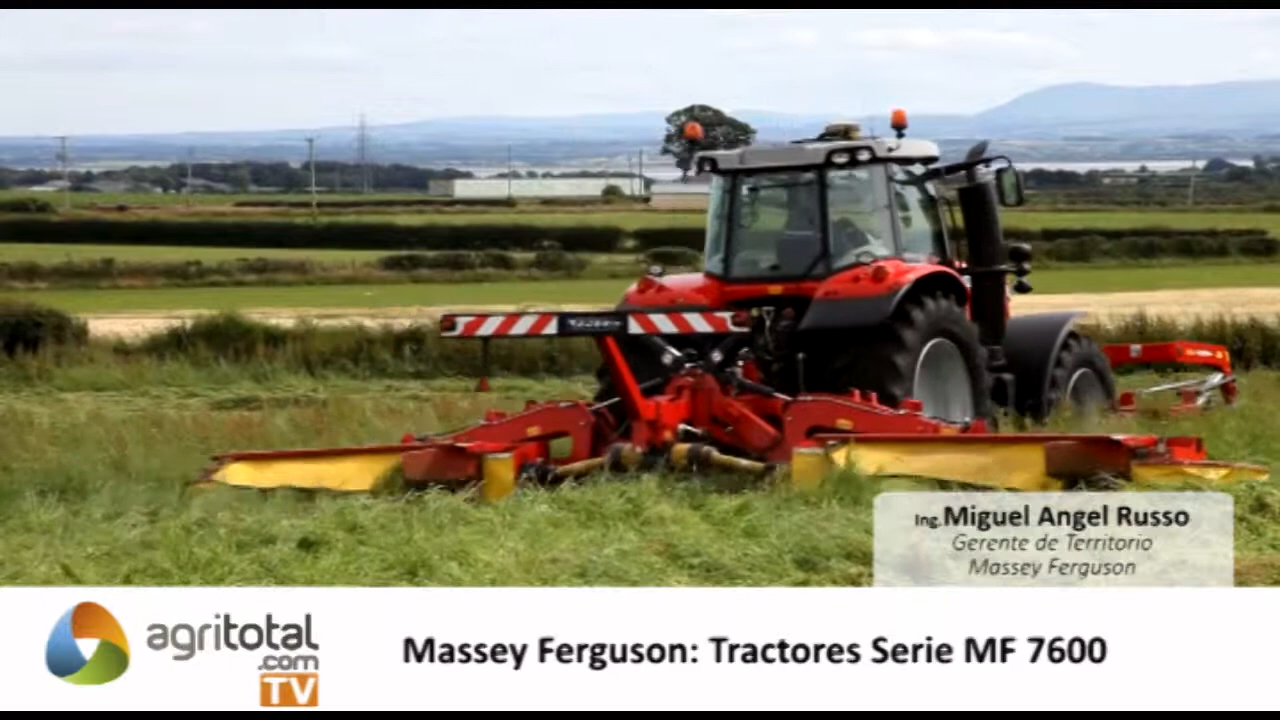 Ing. Miguel Angel Russo
Gerente de Territorio
Massey Ferguson
agritotal
.com
TV
Massey Ferguson: Tractores Serie MF 7600